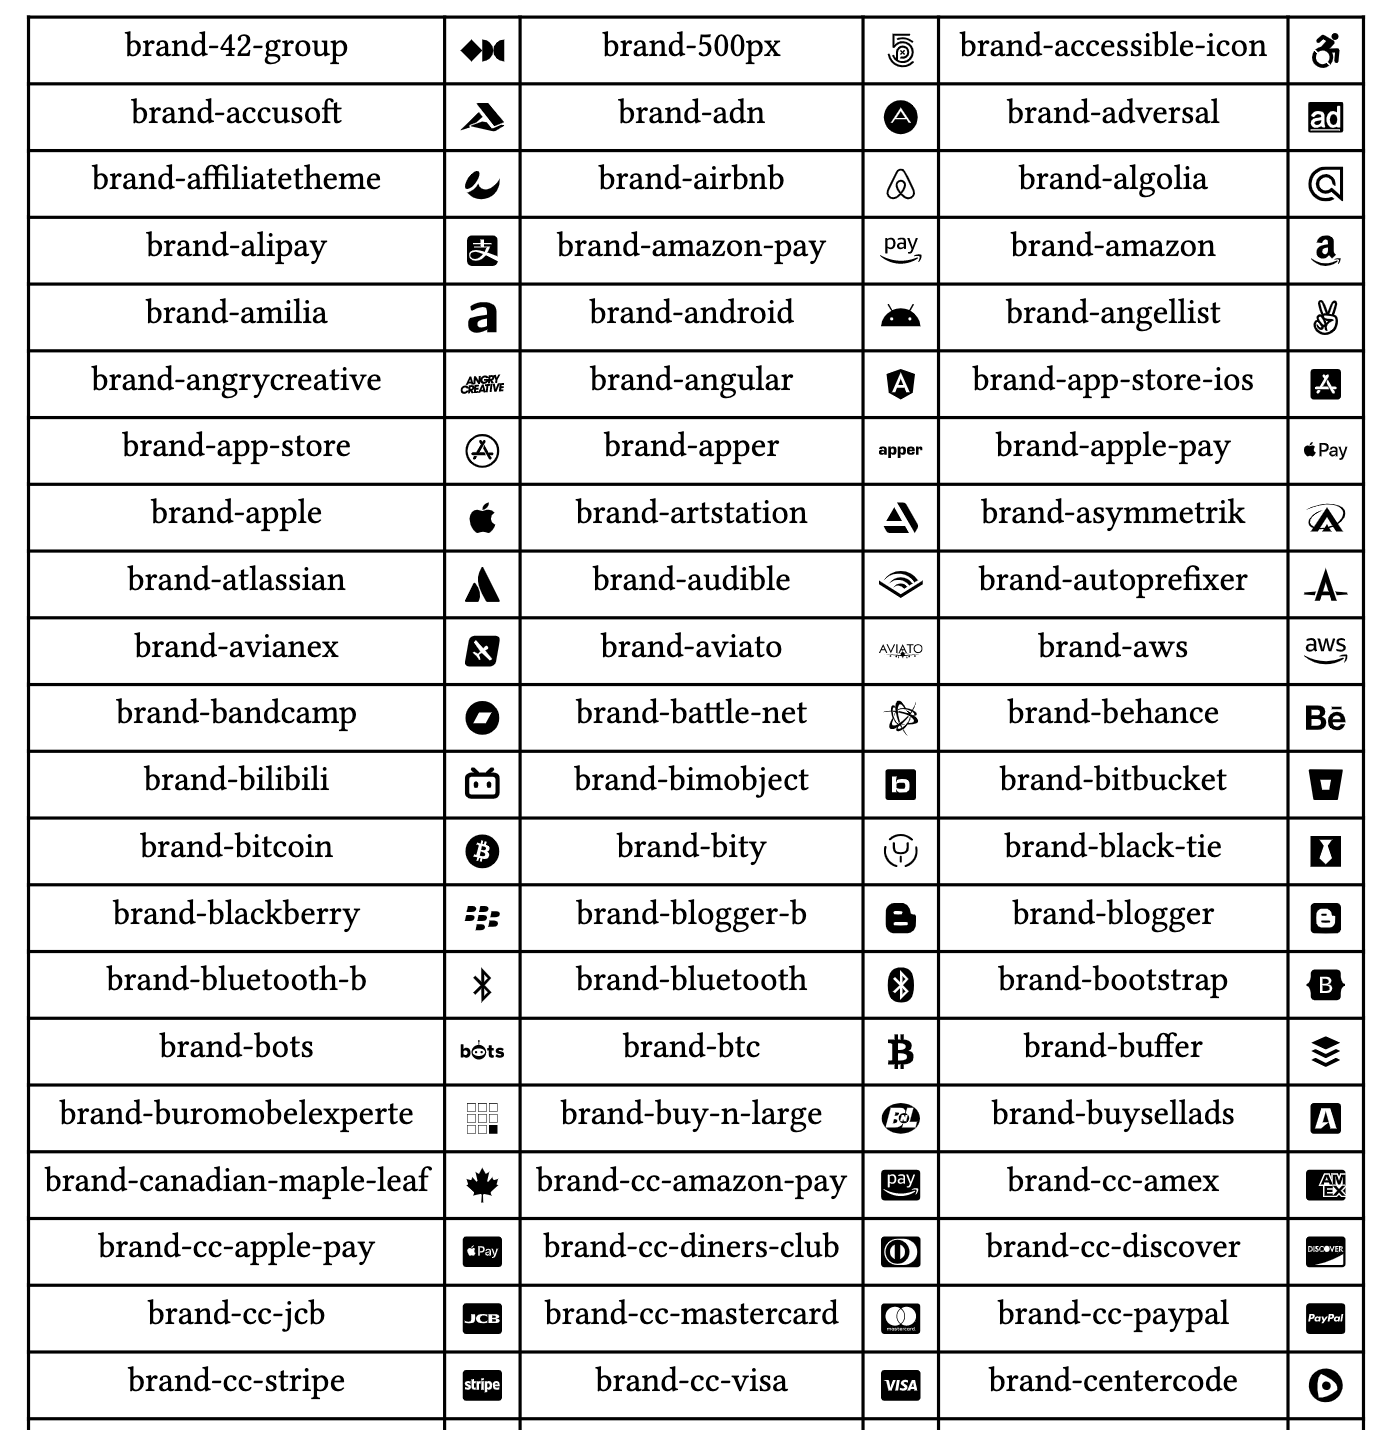 brand-42-group brand-500px 5 brand-accessible-icon
brand-accusoft brand-adn A brand-adversal ad
brand-affiliatetheme brand-airbnb brand-algolia
brand-alipay 支 brand-amazon-pay pay brand-amazon a
brand-amilia a brand-android brand-angellist
brand-angrycreative ANGRY CREATIVE brand-angular A brand-app-store-ios
brand-app-store brand-apper apper brand-apple-pay Pay
brand-apple brand-artstation brand-asymmetrik
brand-atlassian brand-audible brand-autoprefixer A
brand-avianex brand-aviato AVIATO brand-aws aws
brand-bandcamp brand-battle-net brand-behance Bē
brand-bilibili brand-bimobject b brand-bitbucket
brand-bitcoin ₿ brand-bity brand-black-tie
brand-blackberry brand-blogger-b brand-blogger
brand-bluetooth-b brand-bluetooth brand-bootstrap B
brand-bots bots brand-btc ₿ brand-buffer
brand-buromobelexperte brand-buy-n-large BnL brand-buysellads A
brand-canadian-maple-leaf brand-cc-amazon-pay pay brand-cc-amex AM EX
brand-cc-apple-pay Pay brand-cc-diners-club brand-cc-discover DISCOVER
brand-cc-jcb JCB brand-cc-mastercard mastercard brand-cc-paypal PayPal
brand-cc-stripe stripe brand-cc-visa VISA brand-centercode